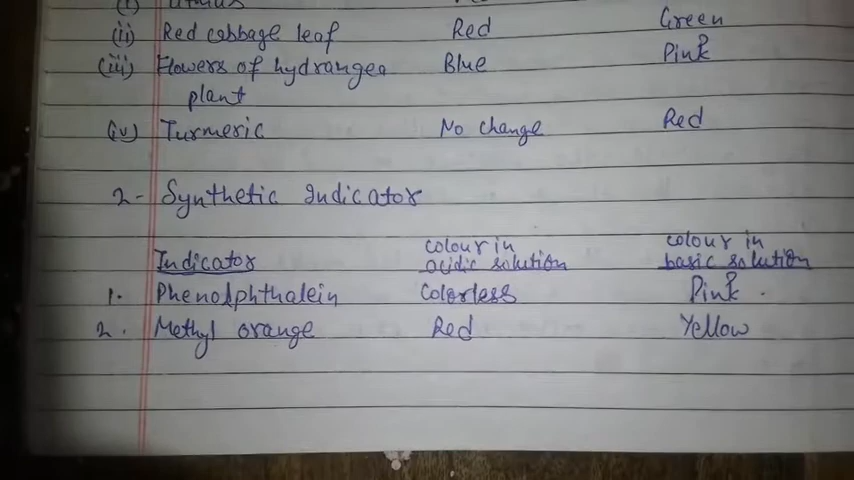 (i) Litmus
(ii) Red cabbage leaf Red Green
(iii) Flowers of hydrangea Blue Pink
plant
(iv) Turmeric No change Red
2- Synthetic Indicator
Indicator colour in acidic solution colour in basic solution
1. Phenolphthalein Colorless Pink.
2. Methyl orange Red Yellow